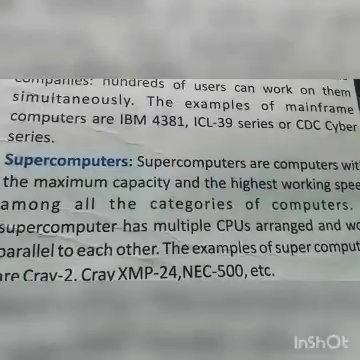 companies: hundreds of users can work on them
simultaneously. The examples of mainframe
computers are IBM 4381, ICL-39 series or CDC Cyber
series.
Supercomputers: Supercomputers are computers wit
the maximum capacity and the highest working spee
among all the categories of computers.
supercomputer has multiple CPUs arranged and wo
parallel to each other. The examples of super comput
are Cray-2. Cray XMP-24,NEC-500, etc.
InShOt